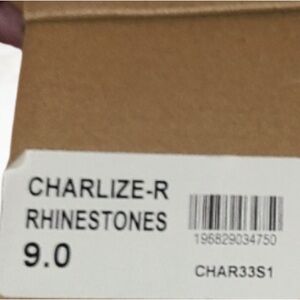 CHARLIZE-R
RHINESTONES
9.0
196829034750
CHAR33S1